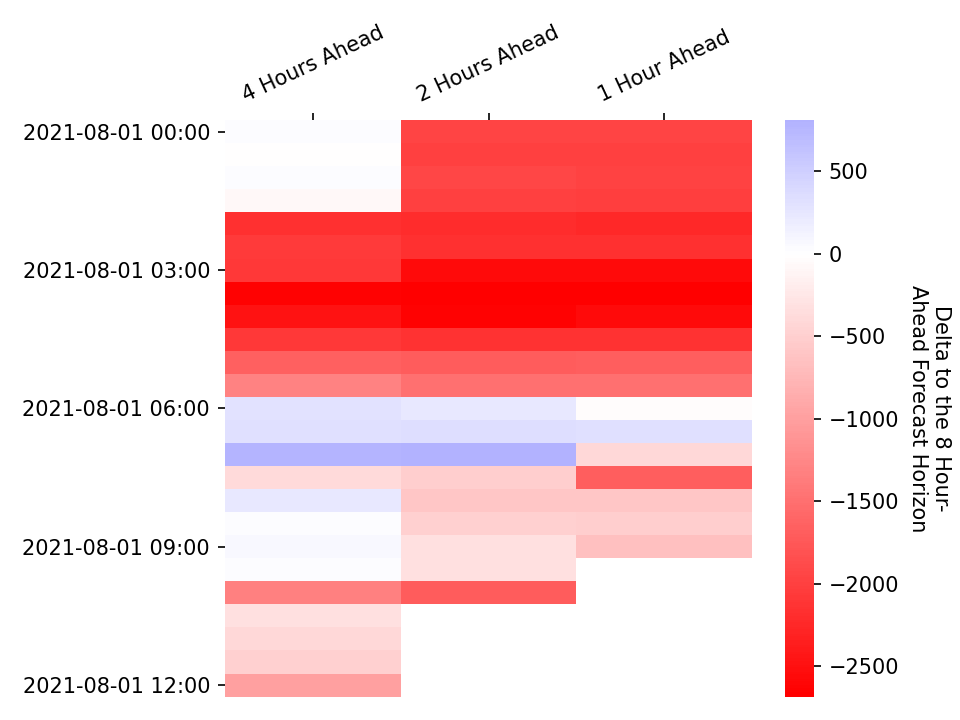 4 Hours Ahead
2 Hours Ahead
1 Hour Ahead
2021-08-01 00:00
2021-08-01 03:00
2021-08-01 06:00
2021-08-01 09:00
2021-08-01 12:00
500
0
−500
−1000
−1500
−2000
−2500
Delta to the 8 Hour-
Ahead Forecast Horizon